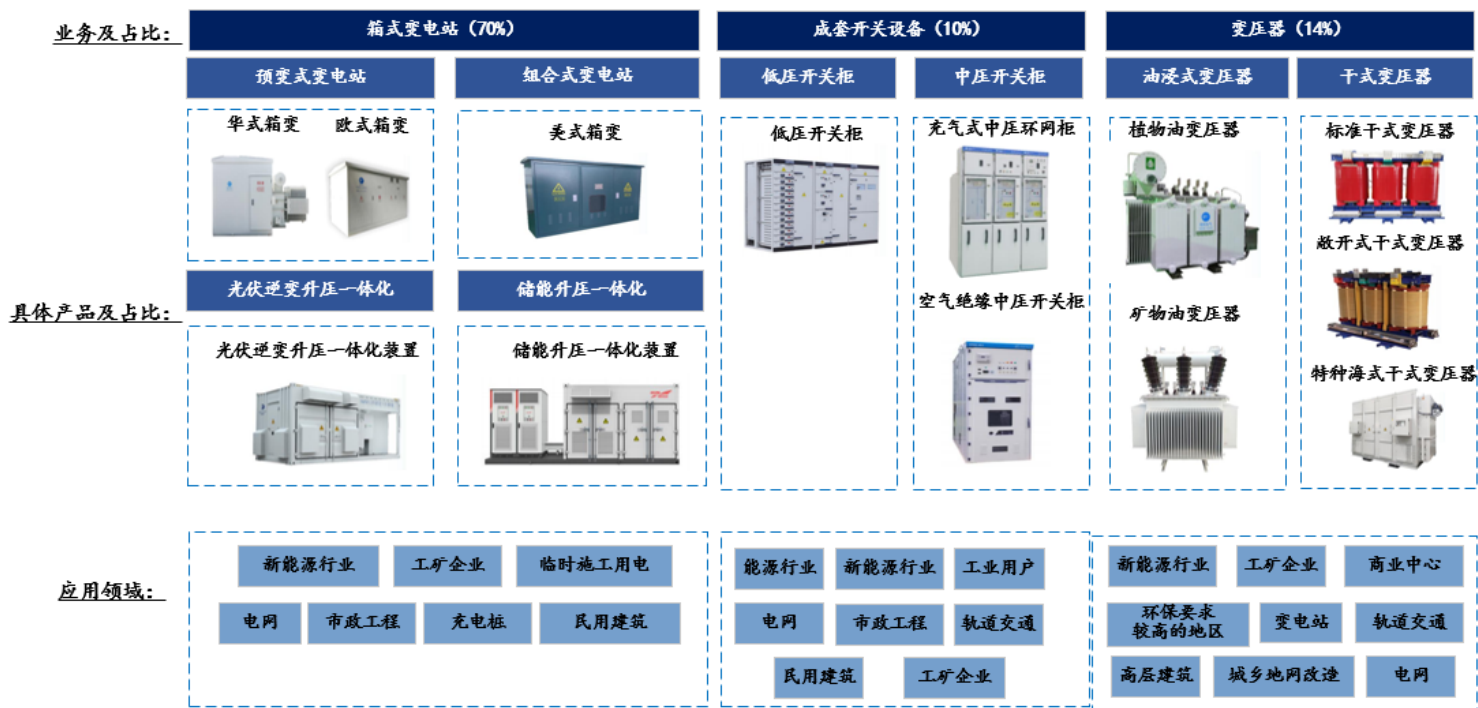 业务及占比：
箱式变电站（70%）
成套开关设备（10%）
变压器（14%）
预变式变电站
组合式变电站
低压开关柜
中压开关柜
油浸式变压器
干式变压器
华式箱变
欧式箱变
美式箱变
低压开关柜
充气式中压环网柜
植物油变压器
标准干式变压器
敞开式干式变压器
具体产品及占比：
光伏逆变升压一体化
储能升压一体化
空气绝缘中压开关柜
矿物油变压器
光伏逆变升压一体化装置
储能升压一体化装置
特种海式干式变压器
应用领域：
新能源行业
工矿企业
临时施工用电
电网
市政工程
充电桩
民用建筑
能源行业
新能源行业
工业用户
电网
市政工程
轨道交通
民用建筑
工矿企业
新能源行业
工矿企业
商业中心
环保要求
较高的地区
变电站
轨道交通
高层建筑
城乡地网改造
电网